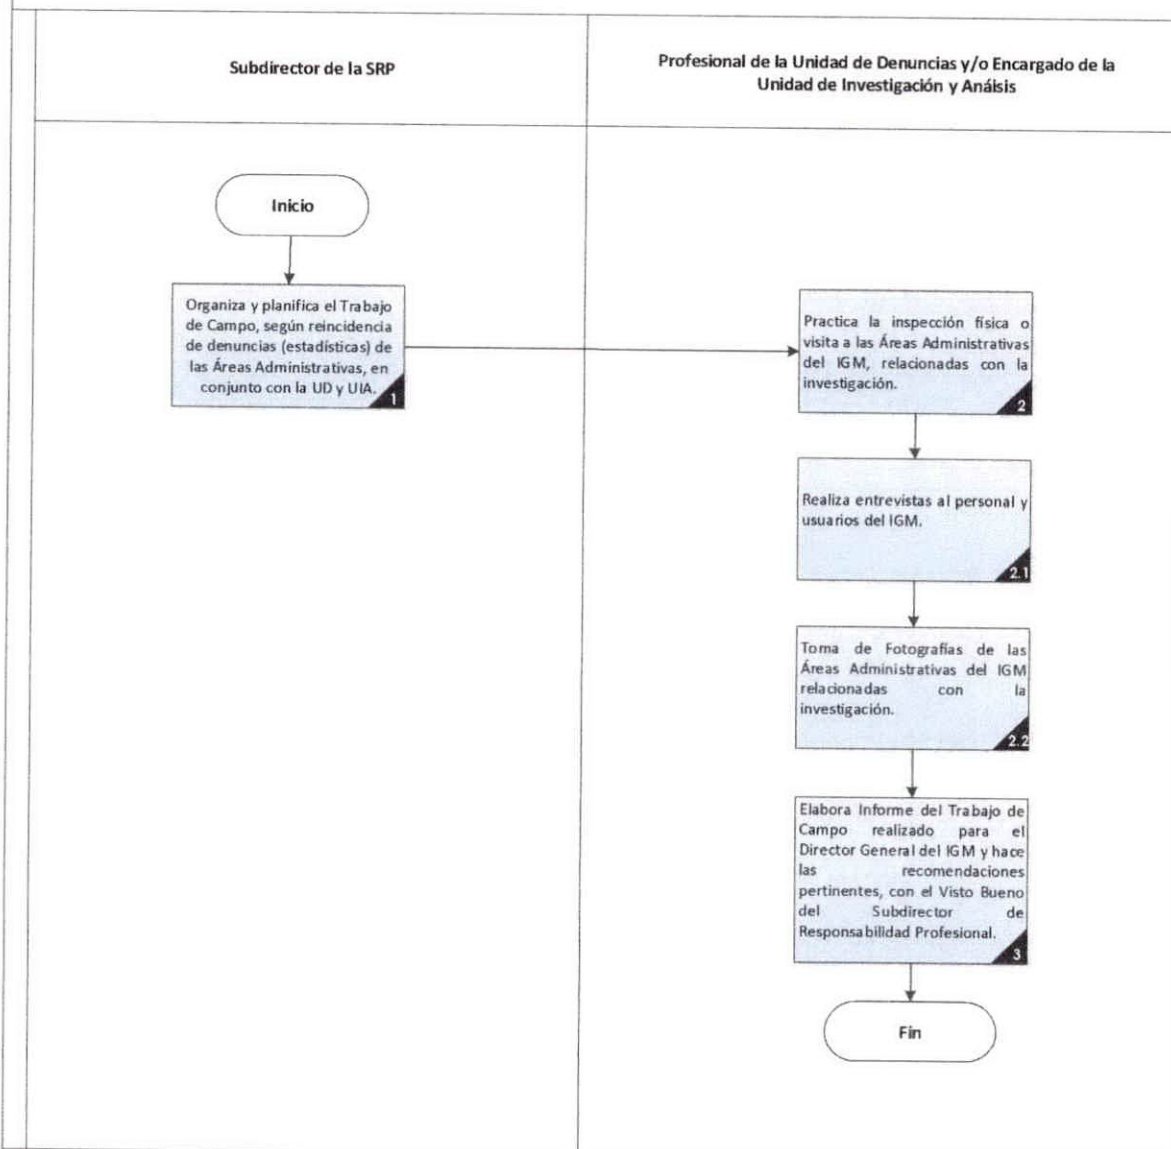 Subdirector de la SRP
Profesional de la Unidad de Denuncias y/o Encargado de la
Unidad de Investigación y Análsis
Inicio
Organiza y planifica el Trabajo
de Campo, según reincidencia
de denuncias (estadísticas) de
las Áreas Administrativas, en
conjunto con la UD y UIA.
1
Practica la inspección física o
visita a las Áreas Administrativas
del IGM, relacionadas con la
investigación.
2
Realiza entrevistas al personal y
usuarios del IGM.
2.1
Toma de Fotografías de las
Áreas Administrativas del IGM
relacionadas con la
investigación.
2.2
Elabora Informe del Trabajo de
Campo realizado para el
Director General del IGM y hace
las recomendaciones
pertinentes, con el Visto Bueno
del Subdirector de
Responsabilidad Profesional.
3
Fin